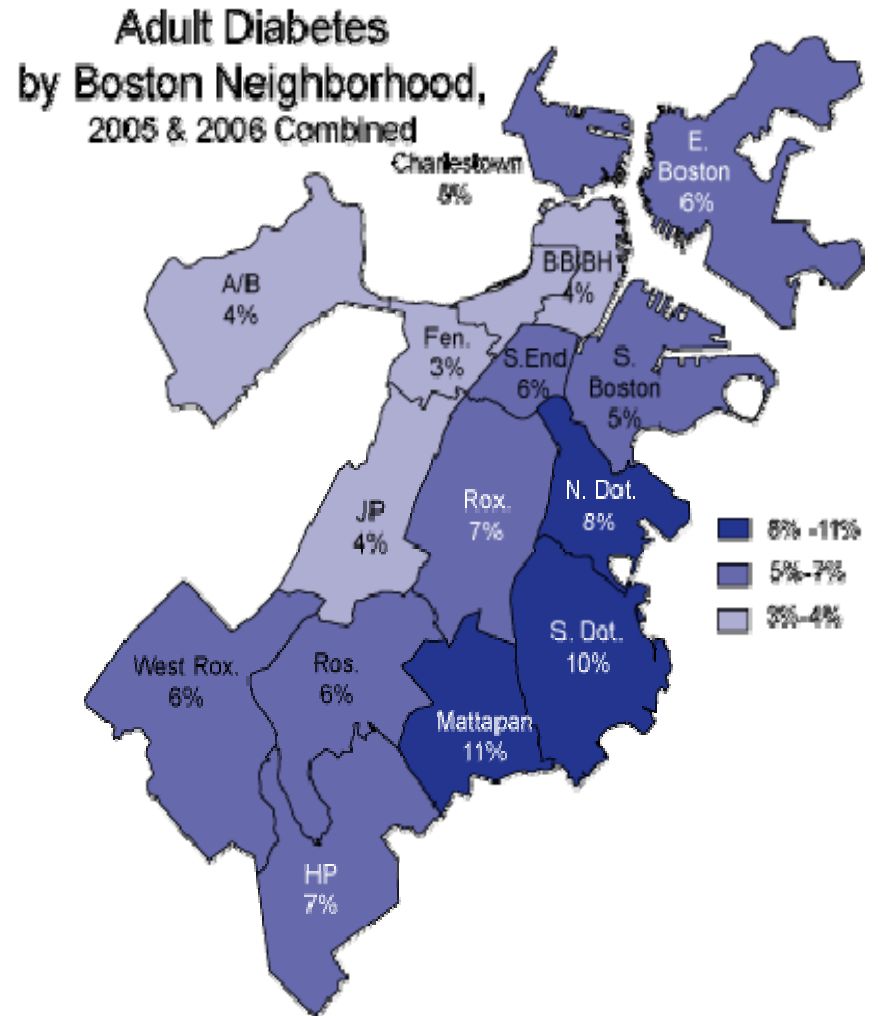 Adult Diabetes
by Boston Neighborhood,
2005 & 2006 Combined
Charlestown
5%
E.
Boston
6%
A/B
4%
BB/BH
4%
Fen.
3%
S.End
6%
S.
Boston
5%
JP
4%
Rox.
7%
N. Dot.
8%
8% -11%
5%-7%
3%-4%
S. Dot.
10%
West Rox.
6%
Ros.
6%
Mattapan
11%
HP
7%